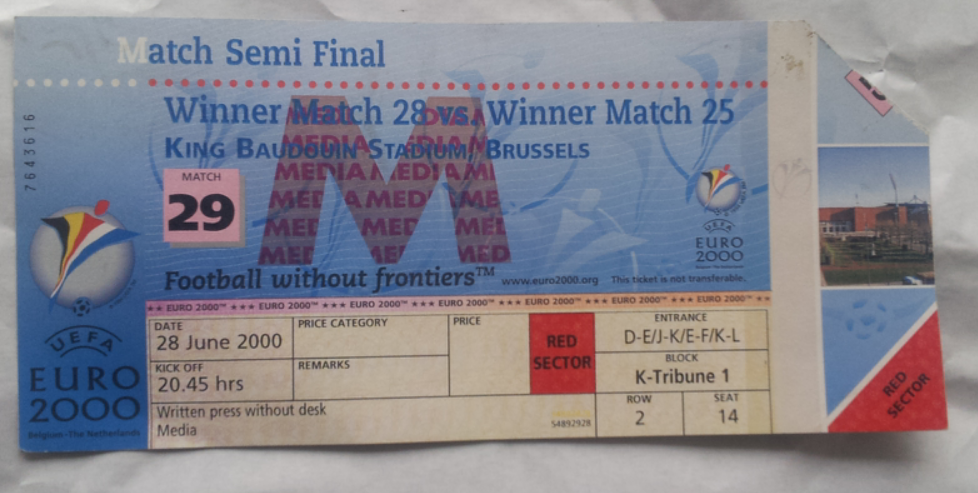 Match Semi Final
Winner Match 28 vs. Winner Match 25
KING BAUDOUIN STADIUM, BRUSSELS
7643616
MATCH
29
MEDIA MEDIA
MEDIA MEDIA
Football without frontiers™
www.euro2000.org This ticket is not transferable.
UEFA
EURO
2000
Belgium-The Netherlands
UEFA
EURO
2000
Belgium-The Netherlands
EURO 2000™ *** EURO 2000™ *** EURO 2000™ *** EURO 2000™ *** EURO 2000™ *** EURO 2000™ *** EURO 2000™
DATE
28 June 2000
PRICE CATEGORY
PRICE
RED
SECTOR
ENTRANCE
D-E/J-K/E-F/K-L
KICK OFF
20.45 hrs
REMARKS
BLOCK
K-Tribune 1
Written press without desk
Media
54892928
ROW
2
SEAT
14
RED
SECTOR